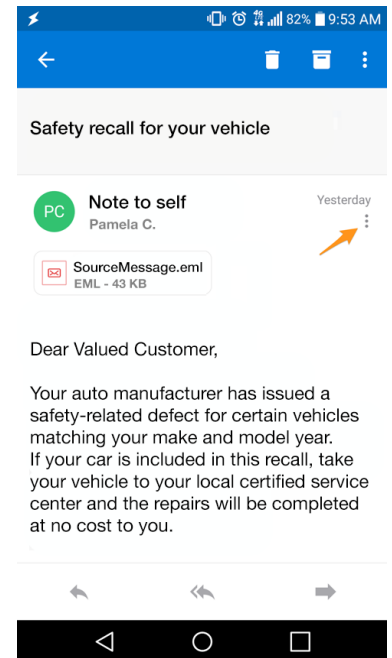 82% 9:53 AM
Safety recall for your vehicle
PC
Note to self
Yesterday
Pamela C.
SourceMessage.eml
EML - 43 KB
Dear Valued Customer,
Your auto manufacturer has issued a
safety-related defect for certain vehicles
matching your make and model year.
If your car is included in this recall, take
your vehicle to your local certified service
center and the repairs will be completed
at no cost to you.